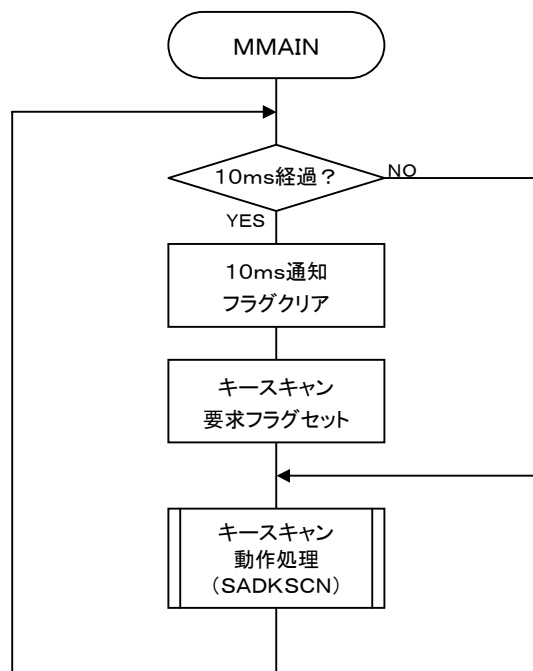 MMAIN
10ms経過？
NO
YES
10ms通知
フラグクリア
キースキャン
要求フラグセット
キースキャン
動作処理
（SADKSCN）